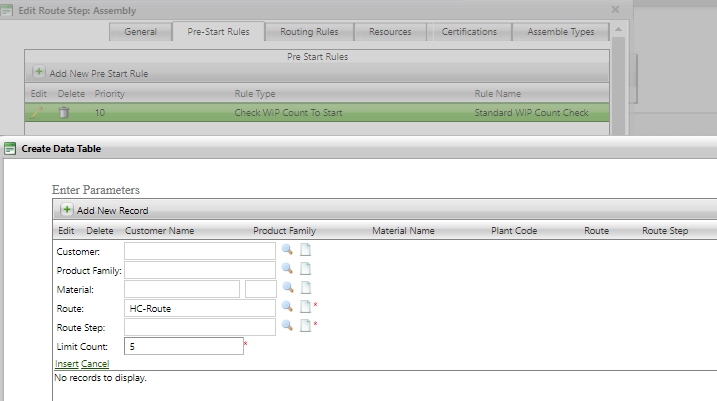 Edit Route Step: Assembly
General Pre-Start Rules Routing Rules Resources Certifications Assemble Types
Pre Start Rules
Add New Pre Start Rule
Edit Delete Priority Rule Type Rule Name
10 Check WIP Count To Start Standard WIP Count Check
Create Data Table
Enter Parameters
Add New Record
Edit Delete Customer Name Product Family Material Name Plant Code Route Route Step
Customer:
Product Family:
Material:
Route: HC-Route *
Route Step: *
Limit Count: 5 *
Insert Cancel
No records to display.